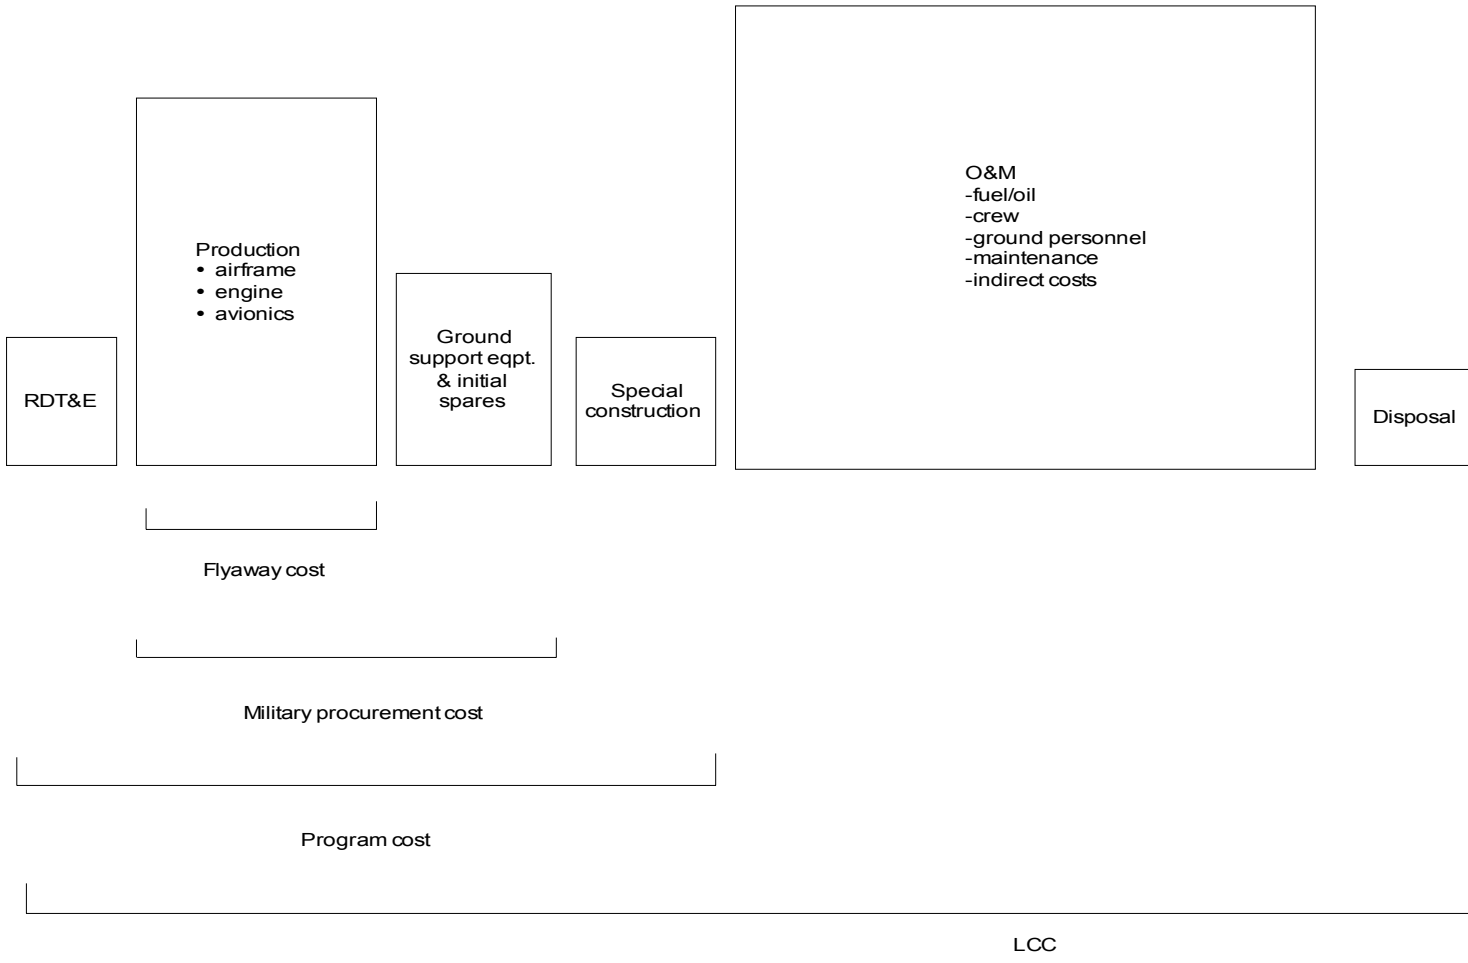 O&M
-fuel/oil
-crew
-ground personnel
-maintenance
-indirect costs
Production
• airframe
• engine
• avionics
Ground
support eqpt.
& initial
spares
RDT&E
Special
construction
Disposal
Flyaway cost
Military procurement cost
Program cost
LCC